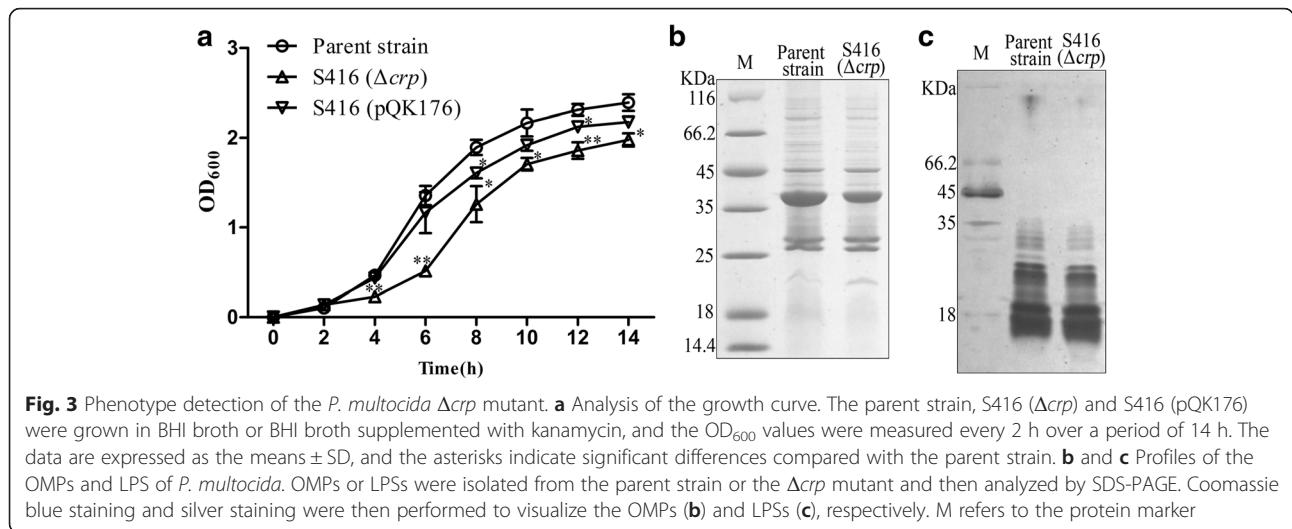 a
3
2
1
0
OD600
Parent strain
S416 (Δcrp)
S416 (pQK176)
** ** * * * * ** *
0 2 4 6 8 10 12 14
Time(h)
b
M Parent strain S416 (Δcrp)
KDa
116
66.2
45
35
25
18
14.4
c
M Parent strain S416 (Δcrp)
KDa
66.2
45
35
18
Fig. 3 Phenotype detection of the P. multocida Δcrp mutant. a Analysis of the growth curve. The parent strain, S416 (Δcrp) and S416 (pQK176)
were grown in BHI broth or BHI broth supplemented with kanamycin, and the OD600 values were measured every 2 h over a period of 14 h. The
data are expressed as the means ± SD, and the asterisks indicate significant differences compared with the parent strain. b and c Profiles of the
OMPs and LPS of P. multocida. OMPs or LPSs were isolated from the parent strain or the Δcrp mutant and then analyzed by SDS-PAGE. Coomassie
blue staining and silver staining were then performed to visualize the OMPs (b) and LPSs (c), respectively. M refers to the protein marker